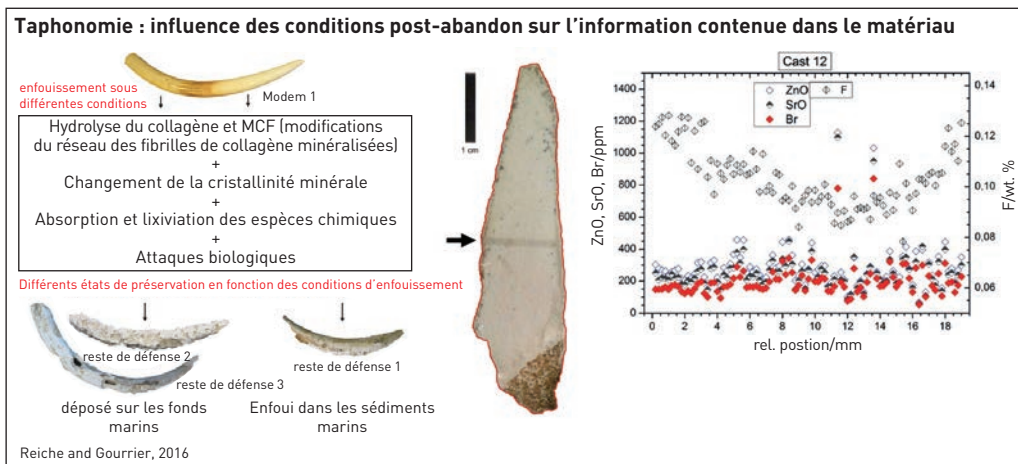 Taphonomie : influence des conditions post-abandon sur l'information contenue dans le matériau
enfouissement sous
différentes conditions
Modern 1
Hydrolyse du collagène et MCF (modifications
du réseau des fibrilles de collagène minéralisées)
+
Changement de la cristallinité minérale
+
Absorption et lixiviation des espèces chimiques
+
Attaques biologiques
Différents états de préservation en fonction des conditions d'enfouissement
reste de défense 2
reste de défense 3
déposé sur les fonds
marins
reste de défense 1
Enfoui dans les sédiments
marins
Reiche and Gourrier, 2016
1 cm
Cast 12
ZnO
SrO
Br
F
ZnO, SrO, Br/ppm
1400
1200
1000
800
600
400
200
0
0 2 4 6 8 10 12 14 16 18 20
rel. postion/mm
0,14
0,12
0,10
0,08
0,06
F/wt. %